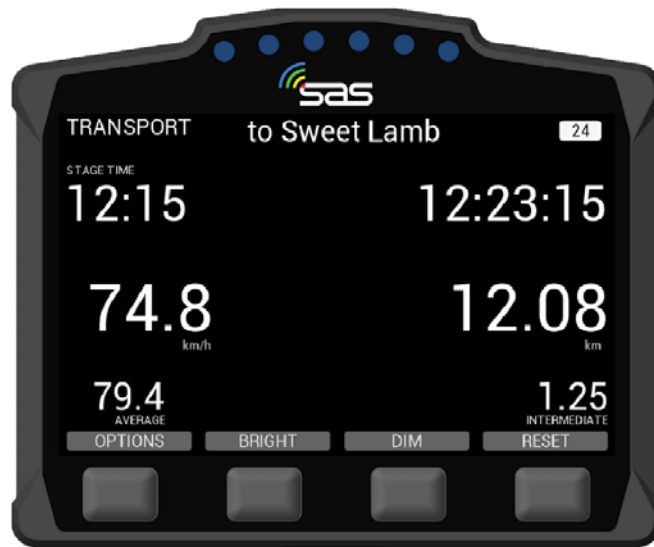 sas
TRANSPORT to Sweet Lamb 24
STAGE TIME
12:15 12:23:15
74.8 12.08
km/h km
79.4 1.25
AVERAGE INTERMEDIATE
OPTIONS BRIGHT DIM RESET